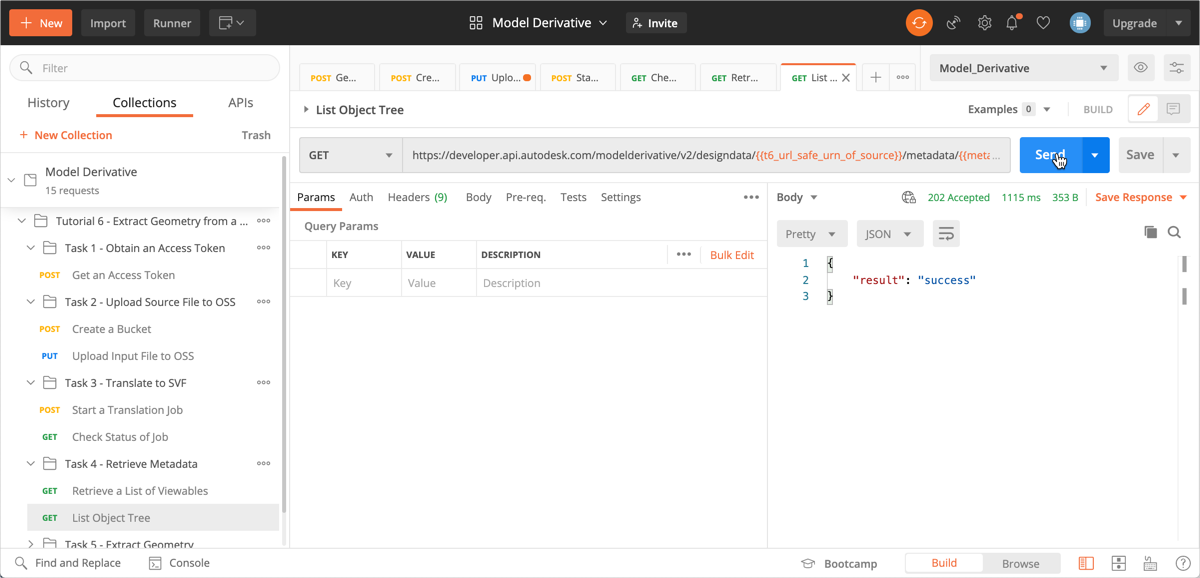 + New Import Runner Model Derivative Invite Upgrade
Filter
History Collections APIs
+ New Collection Trash
Model Derivative
15 requests
Tutorial 6 - Extract Geometry from a ...
Task 1 - Obtain an Access Token
POST Get an Access Token
Task 2 - Upload Source File to OSS
POST Create a Bucket
PUT Upload Input File to OSS
Task 3 - Translate to SVF
POST Start a Translation Job
GET Check Status of Job
Task 4 - Retrieve Metadata
GET Retrieve a List of Viewables
GET List Object Tree
Task 5 - Extract Geometry
POST Ge... POST Cre... PUT Uplo... POST Sta... GET Che... GET Retr... GET List ... Model_Derivative
List Object Tree Examples 0 BUILD
GET https://developer.api.autodesk.com/modelderivative/v2/designdata/{{t6_url_safe_urn_of_source}}/metadata/{{meta... Send Save
Params Auth Headers (9) Body Pre-req. Tests Settings
Query Params
KEY VALUE DESCRIPTION Bulk Edit
Key Value Description
Body 202 Accepted 1115 ms 353 B Save Response
Pretty JSON
1 {
2 "result": "success"
3 }
Find and Replace Console Bootcamp Build Browse